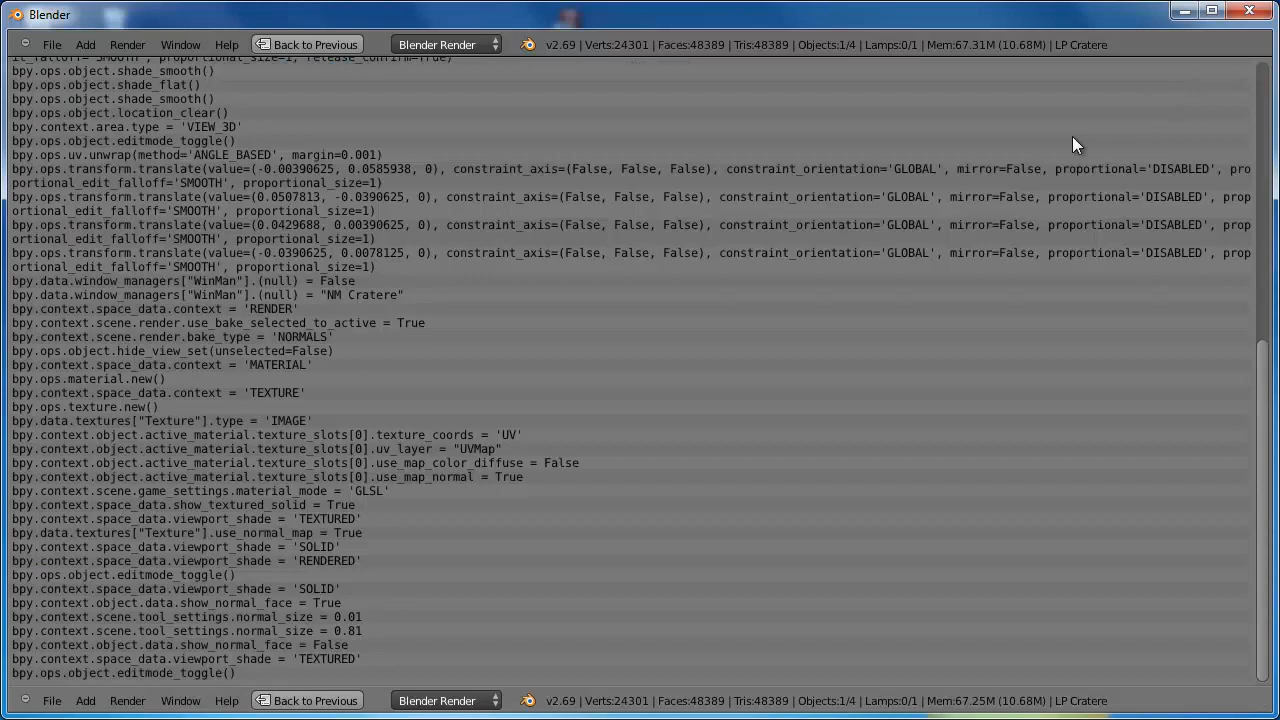 Blender
File Add Render Window Help Back to Previous Blender Render v2.69 | Verts:24301 | Faces:48389 | Tris:48389 | Objects:1/4 | Lamps:0/1 | Mem:67.31M (10.68M) | LP Cratere
it_falloff='SMOOTH', proportional_size=1, release_confirm=True)
bpy.ops.object.shade_smooth()
bpy.ops.object.shade_flat()
bpy.ops.object.shade_smooth()
bpy.ops.object.location_clear()
bpy.context.area.type = 'VIEW_3D'
bpy.ops.object.editmode_toggle()
bpy.ops.uv.unwrap(method='ANGLE_BASED', margin=0.001)
bpy.ops.transform.translate(value=(-0.00390625, 0.0585938, 0), constraint_axis=(False, False, False), constraint_orientation='GLOBAL', mirror=False, proportional='DISABLED', pro
portional_edit_falloff='SMOOTH', proportional_size=1)
bpy.ops.transform.translate(value=(0.0507813, -0.0390625, 0), constraint_axis=(False, False, False), constraint_orientation='GLOBAL', mirror=False, proportional='DISABLED', prop
ortional_edit_falloff='SMOOTH', proportional_size=1)
bpy.ops.transform.translate(value=(0.0429688, 0.00390625, 0), constraint_axis=(False, False, False), constraint_orientation='GLOBAL', mirror=False, proportional='DISABLED', prop
ortional_edit_falloff='SMOOTH', proportional_size=1)
bpy.ops.transform.translate(value=(-0.0390625, 0.0078125, 0), constraint_axis=(False, False, False), constraint_orientation='GLOBAL', mirror=False, proportional='DISABLED', prop
ortional_edit_falloff='SMOOTH', proportional_size=1)
bpy.data.window_managers["WinMan"].(null) = False
bpy.data.window_managers["WinMan"].(null) = "NM Cratere"
bpy.context.space_data.context = 'RENDER'
bpy.context.scene.render.use_bake_selected_to_active = True
bpy.context.scene.render.bake_type = 'NORMALS'
bpy.ops.object.hide_view_set(unselected=False)
bpy.context.space_data.context = 'MATERIAL'
bpy.ops.material.new()
bpy.context.space_data.context = 'TEXTURE'
bpy.ops.texture.new()
bpy.data.textures["Texture"].type = 'IMAGE'
bpy.context.object.active_material.texture_slots[0].texture_coords = 'UV'
bpy.context.object.active_material.texture_slots[0].uv_layer = "UVMap"
bpy.context.object.active_material.texture_slots[0].use_map_color_diffuse = False
bpy.context.object.active_material.texture_slots[0].use_map_normal = True
bpy.context.scene.game_settings.material_mode = 'GLSL'
bpy.context.space_data.show_textured_solid = True
bpy.context.space_data.viewport_shade = 'TEXTURED'
bpy.data.textures["Texture"].use_normal_map = True
bpy.context.space_data.viewport_shade = 'SOLID'
bpy.context.space_data.viewport_shade = 'RENDERED'
bpy.ops.object.editmode_toggle()
bpy.context.space_data.viewport_shade = 'SOLID'
bpy.context.object.data.show_normal_face = True
bpy.context.scene.tool_settings.normal_size = 0.01
bpy.context.scene.tool_settings.normal_size = 0.81
bpy.context.object.data.show_normal_face = False
bpy.context.space_data.viewport_shade = 'TEXTURED'
bpy.ops.object.editmode_toggle()
File Add Render Window Help Back to Previous Blender Render v2.69 | Verts:24301 | Faces:48389 | Tris:48389 | Objects:1/4 | Lamps:0/1 | Mem:67.25M (10.68M) | LP Cratere